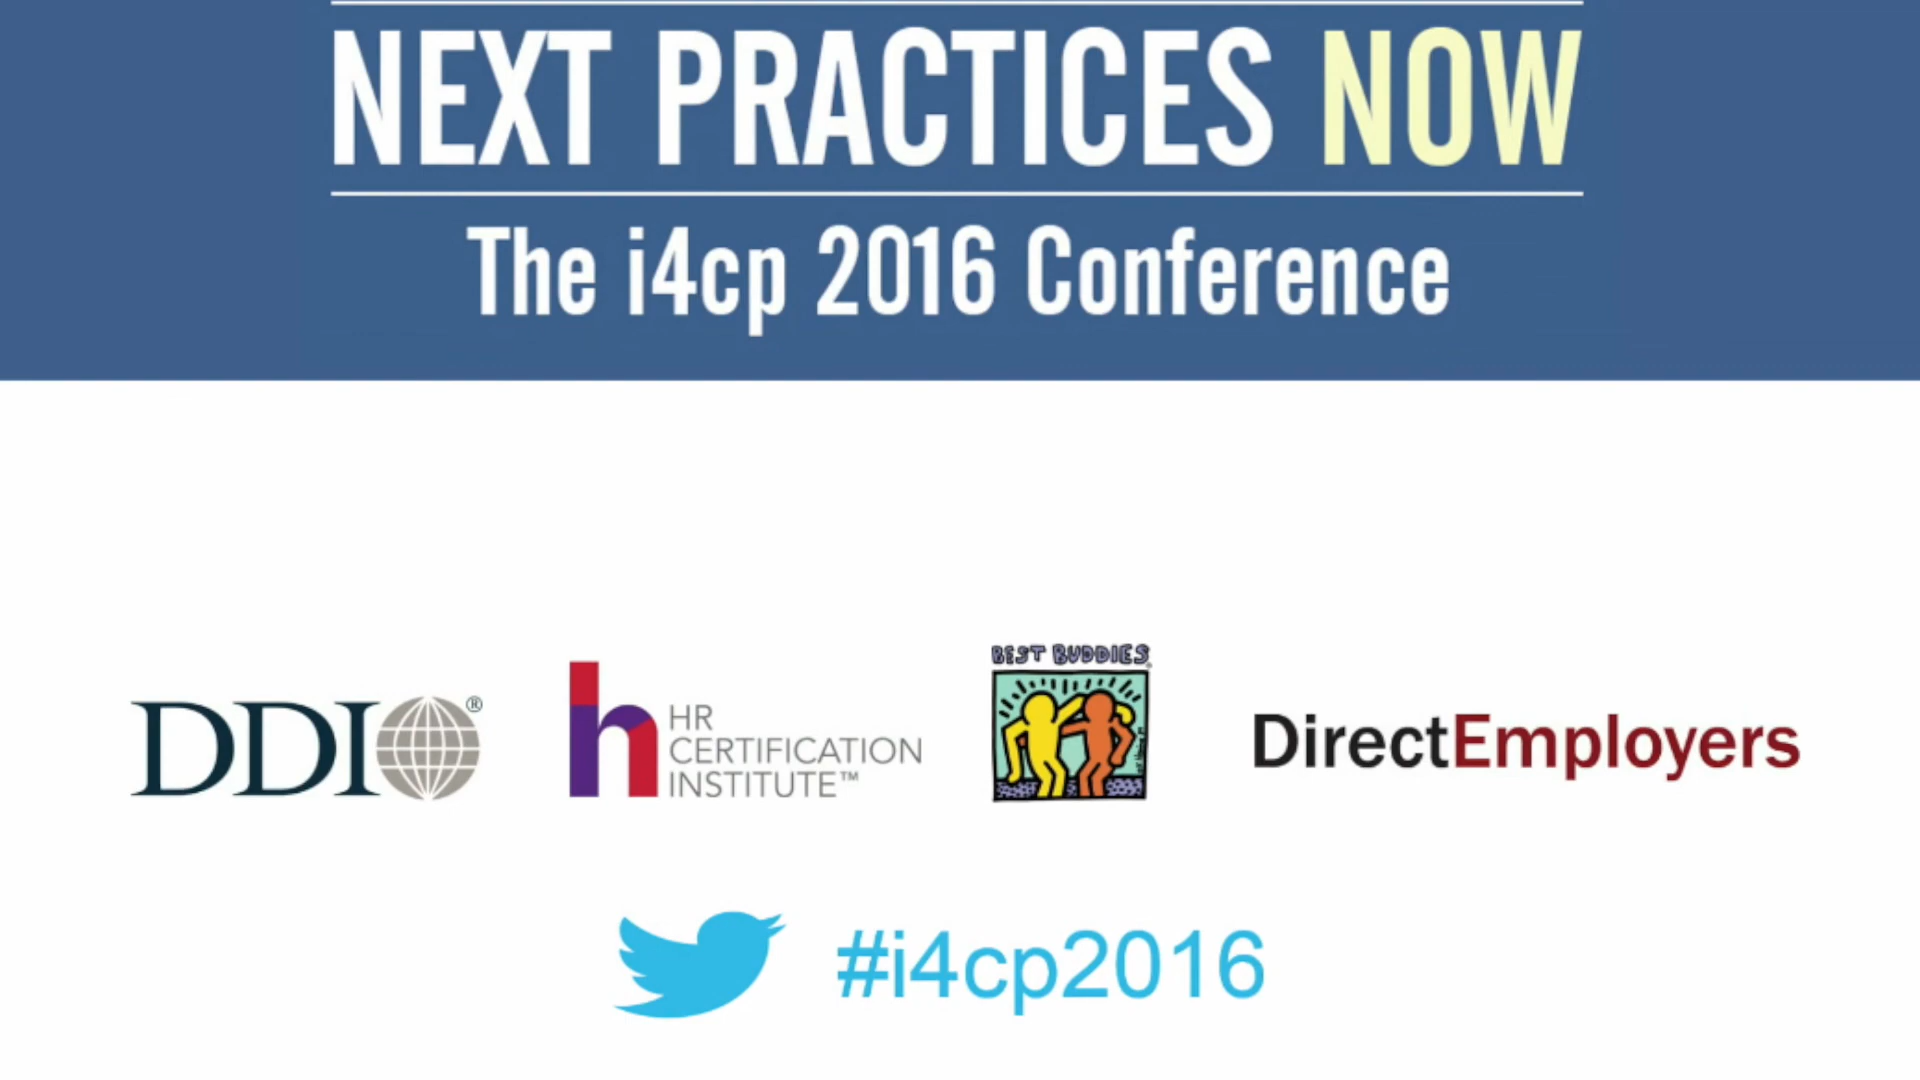 NEXT PRACTICES NOW
The i4cp 2016 Conference
BEST BUDDIES®
DDI®
HR
CERTIFICATION
INSTITUTE™
DirectEmployers
#i4cp2016